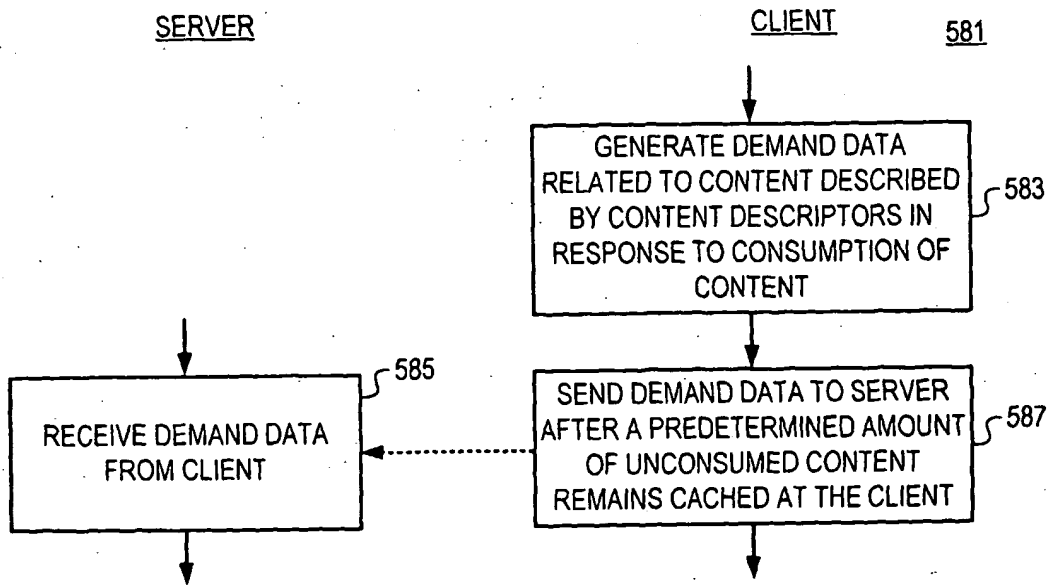 SERVER
CLIENT
581
GENERATE DEMAND DATA
RELATED TO CONTENT DESCRIBED
BY CONTENT DESCRIPTORS IN
RESPONSE TO CONSUMPTION OF
CONTENT
583
RECEIVE DEMAND DATA
FROM CLIENT
585
SEND DEMAND DATA TO SERVER
AFTER A PREDETERMINED AMOUNT
OF UNCONSUMED CONTENT
REMAINS CACHED AT THE CLIENT
587